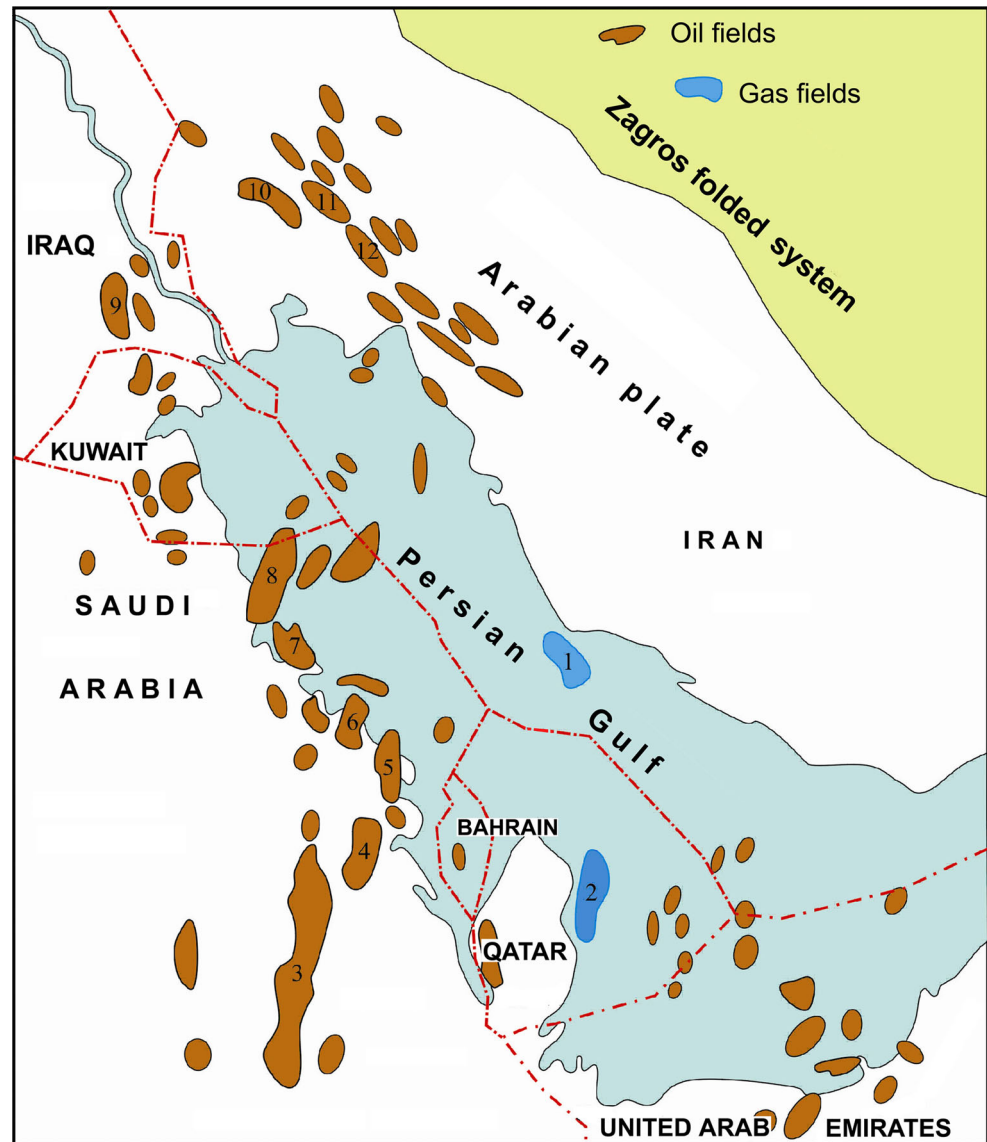 Oil fields
Gas fields
Zagros folded system
Arabian plate
IRAQ
10
11
12
9
KUWAIT
IRAN
SAUDI
ARABIA
8
7
Persian
Gulf
1
6
5
BAHRAIN
4
2
3
QATAR
UNITED ARAB EMIRATES